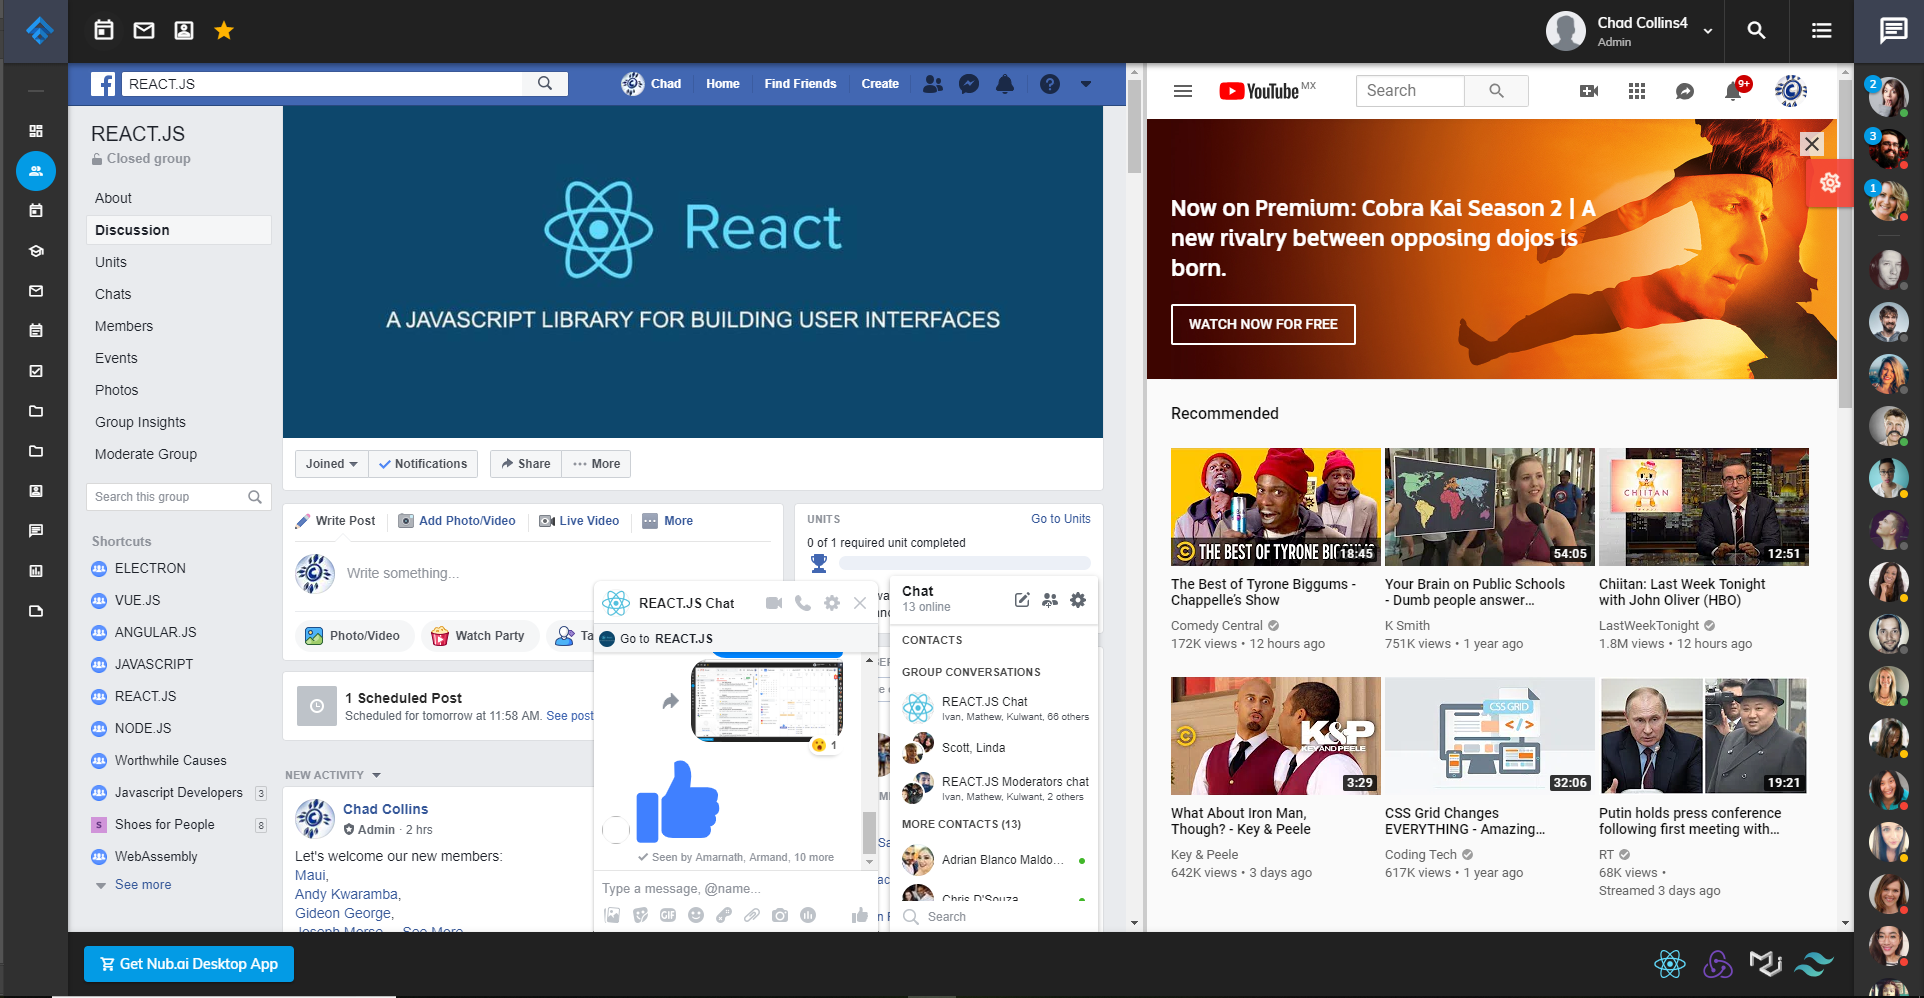 Chad Collins4
Admin
REACT.JS
Chad
Home
Find Friends
Create
REACT.JS
Closed group
About
Discussion
Units
Chats
Members
Events
Photos
Group Insights
Moderate Group
Search this group
Shortcuts
ELECTRON
VUE.JS
ANGULAR.JS
JAVASCRIPT
REACT.JS
NODE.JS
Worthwhile Causes
Javascript Developers 3
S Shoes for People 8
WebAssembly
See more
React
A JAVASCRIPT LIBRARY FOR BUILDING USER INTERFACES
Joined
Notifications
Share
More
Write Post
Add Photo/Video
Live Video
More
Write something...
Photo/Video
Watch Party
Ta
1 Scheduled Post
Scheduled for tomorrow at 11:58 AM. See post
NEW ACTIVITY
Chad Collins
Admin · 2 hrs
Let's welcome our new members:
Maui,
Andy Kwaramba,
Gideon George,
Joseph Morse ... See More
UNITS
Go to Units
0 of 1 required unit completed
REACT.JS Chat
Go to REACT.JS
1
Seen by Amarnath, Armand, 10 more
Type a message, @name...
GIF
Chat
13 online
CONTACTS
GROUP CONVERSATIONS
REACT.JS Chat
Ivan, Mathew, Kulwant, 66 others
Scott, Linda
REACT.JS Moderators chat
Ivan, Mathew, Kulwant, 2 others
MORE CONTACTS (13)
Adrian Blanco Maldo...
Chris D'Souza
Search
YouTube MX
Search
9+
Now on Premium: Cobra Kai Season 2 | A
new rivalry between opposing dojos is
born.
WATCH NOW FOR FREE
Recommended
THE BEST OF TYRONE BIGGUMS
18:45
54:05
CHIITAN
12:51
The Best of Tyrone Biggums -
Chappelle's Show
Comedy Central
172K views • 12 hours ago
Your Brain on Public Schools
- Dumb people answer...
K Smith
751K views • 1 year ago
Chiitan: Last Week Tonight
with John Oliver (HBO)
LastWeekTonight
1.8M views • 12 hours ago
K&P
KEY AND PEELE
3:29
CSS GRID
32:06
19:21
What About Iron Man,
Though? - Key & Peele
Key & Peele
642K views • 3 days ago
CSS Grid Changes
EVERYTHING - Amazing...
Coding Tech
617K views • 1 year ago
Putin holds press conference
following first meeting with...
RT
68K views •
Streamed 3 days ago
2
3
1
Get Nub.ai Desktop App